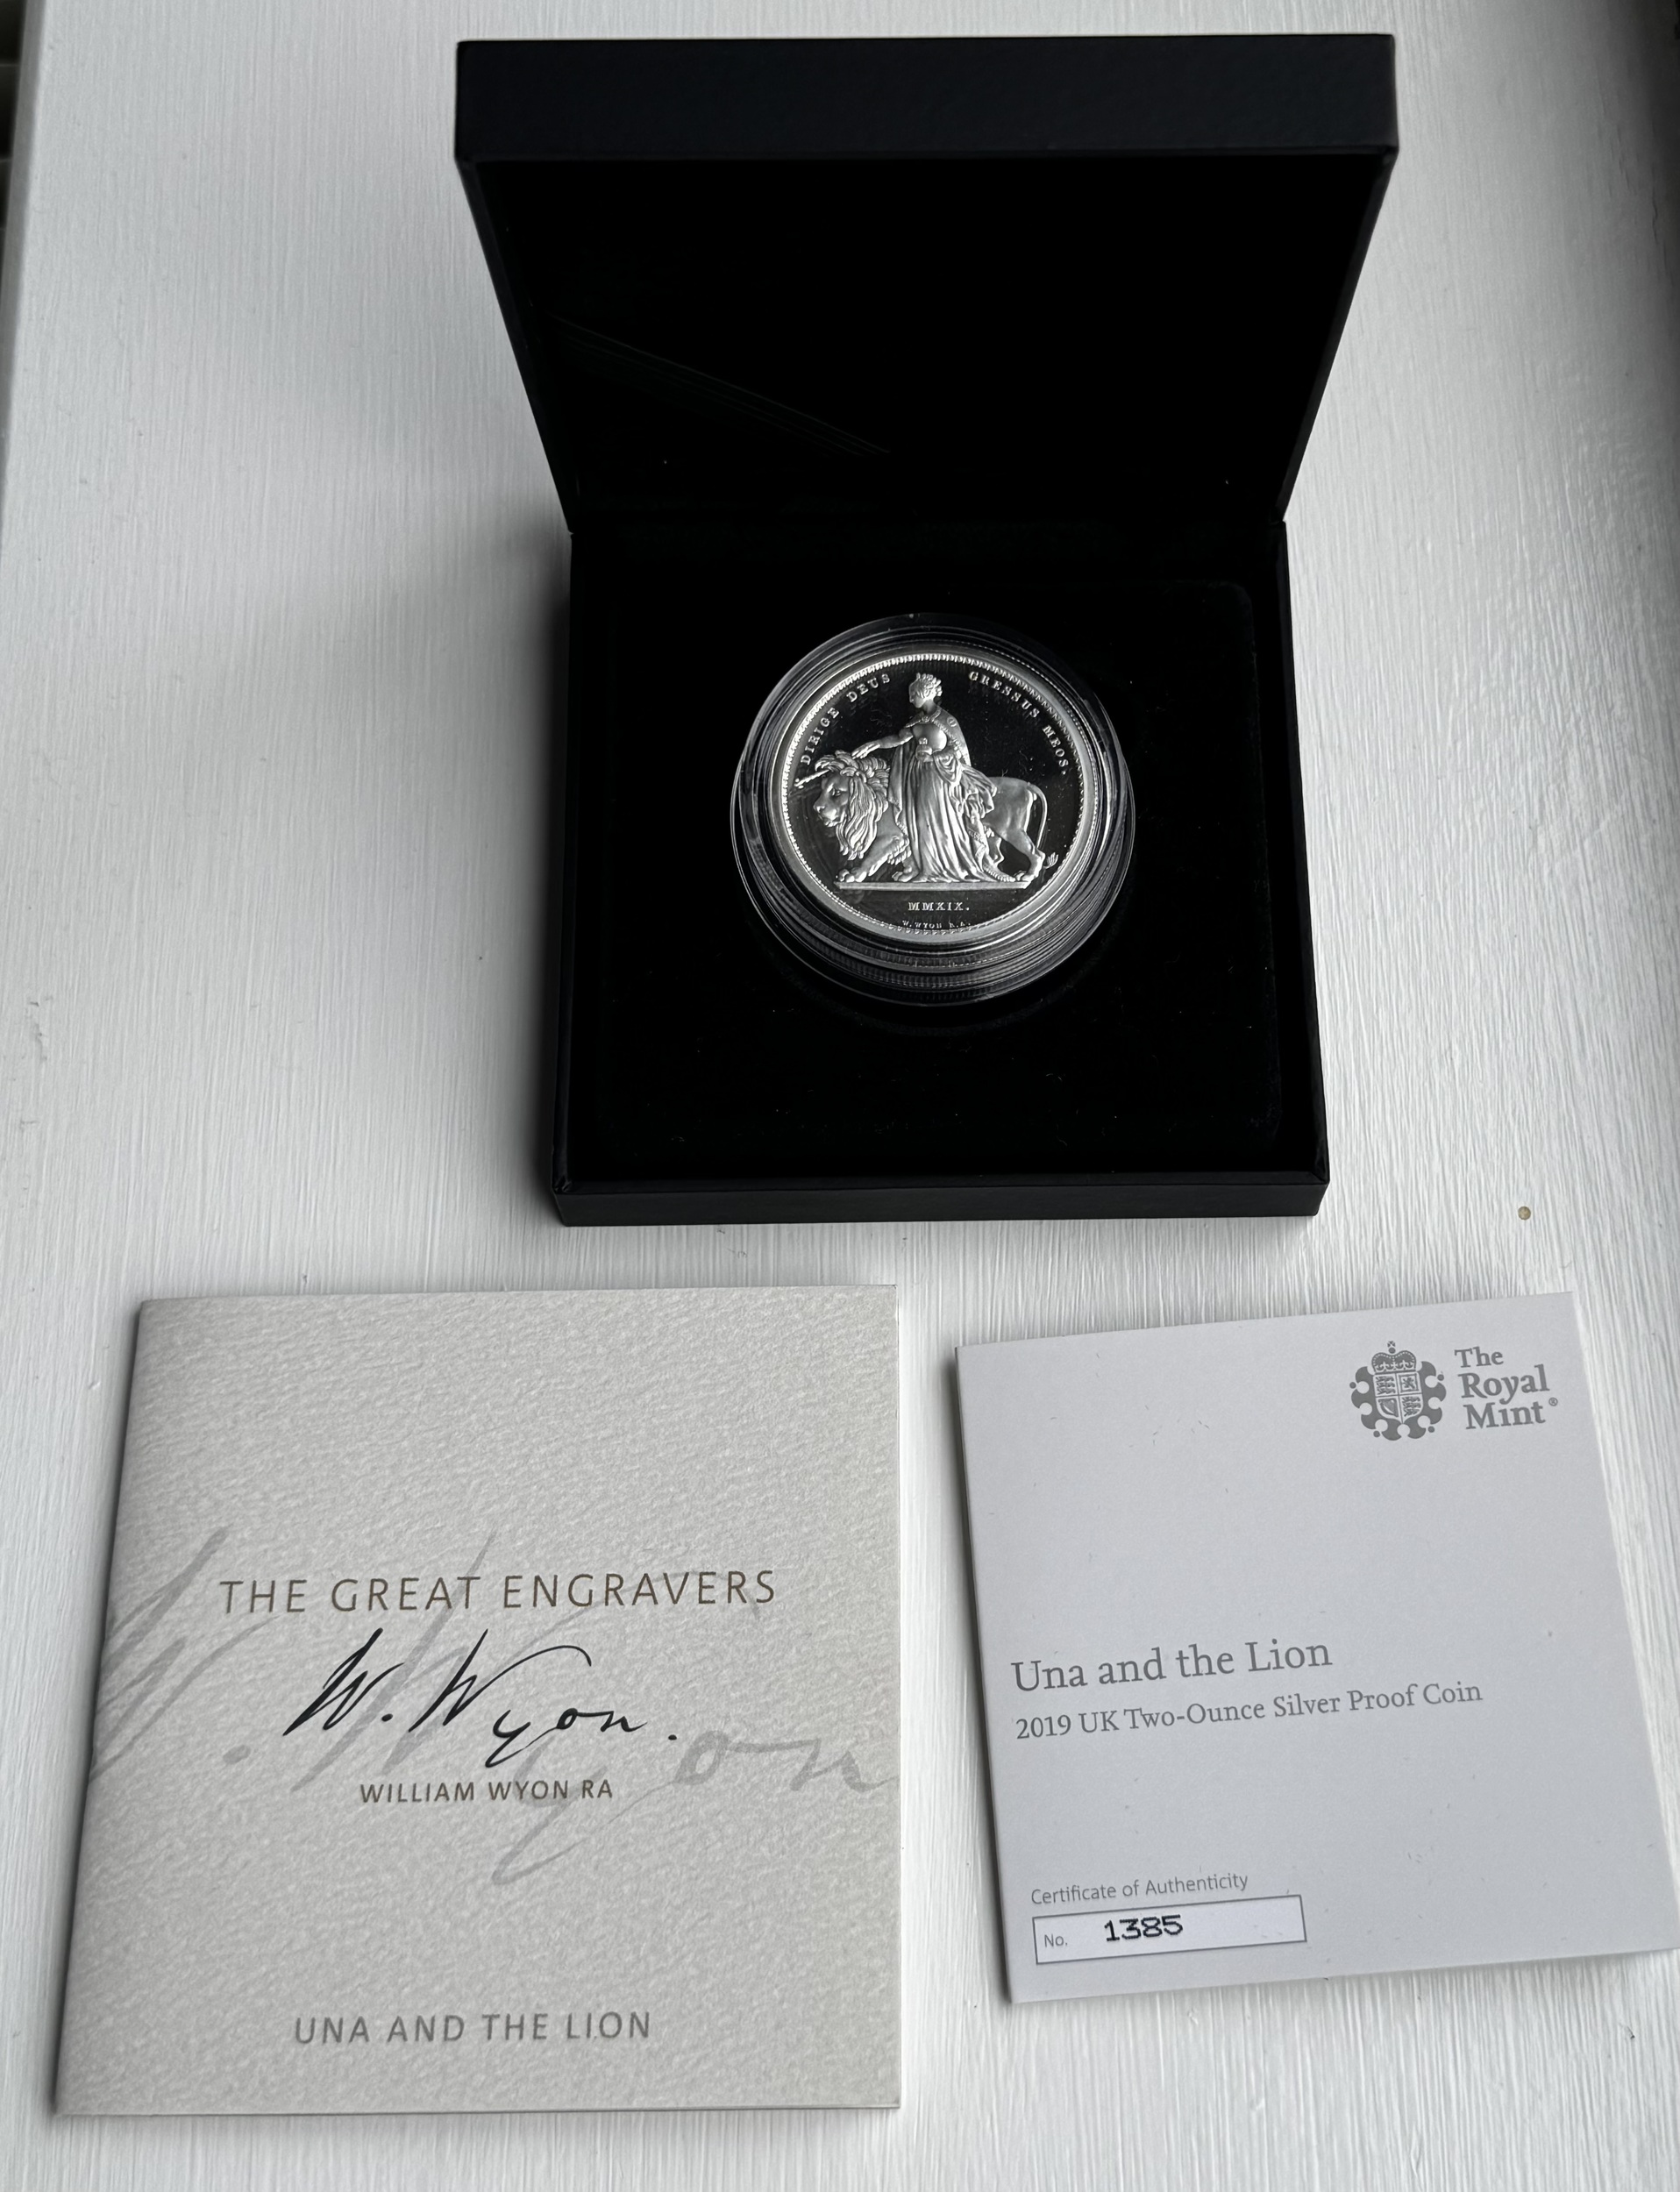 DIRIGE DEUS GRESSUS MEOS.
MMXIX.
W. WYON R.A.
THE GREAT ENGRAVERS
W. Wyon.
WILLIAM WYON RA
UNA AND THE LION
The
Royal
Mint®
Una and the Lion
2019 UK Two-Ounce Silver Proof Coin
Certificate of Authenticity
No. 1385